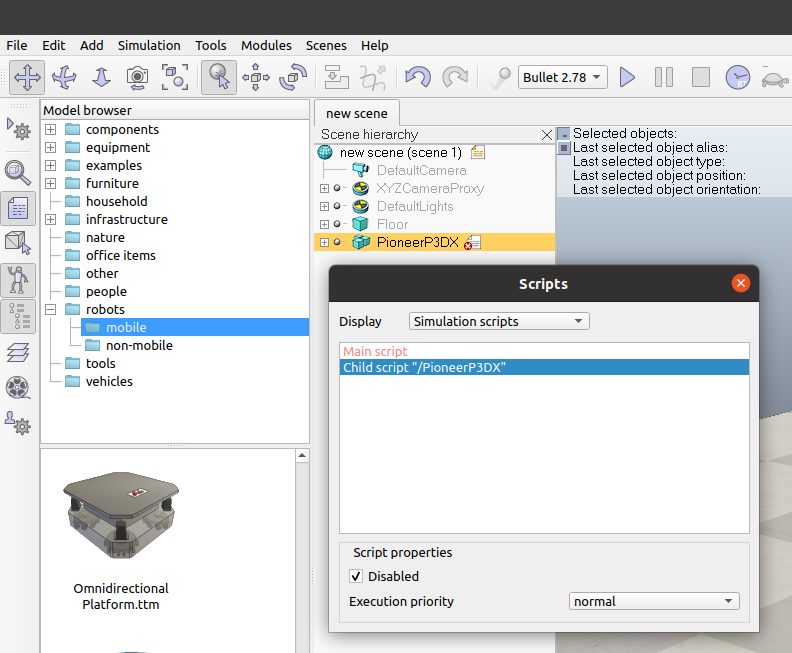 File Edit Add Simulation Tools Modules Scenes Help
Bullet 2.78
Model browser
components
equipment
examples
furniture
household
infrastructure
nature
office items
other
people
robots
mobile
non-mobile
tools
vehicles
Omnidirectional
Platform.ttm
new scene
Scene hierarchy
new scene (scene 1)
DefaultCamera
XYZCameraProxy
DefaultLights
Floor
PioneerP3DX
Selected objects:
Last selected object alias:
Last selected object type:
Last selected object position:
Last selected object orientation:
Scripts
Display Simulation scripts
Main script
Child script "/PioneerP3DX"
Script properties
Disabled
Execution priority normal